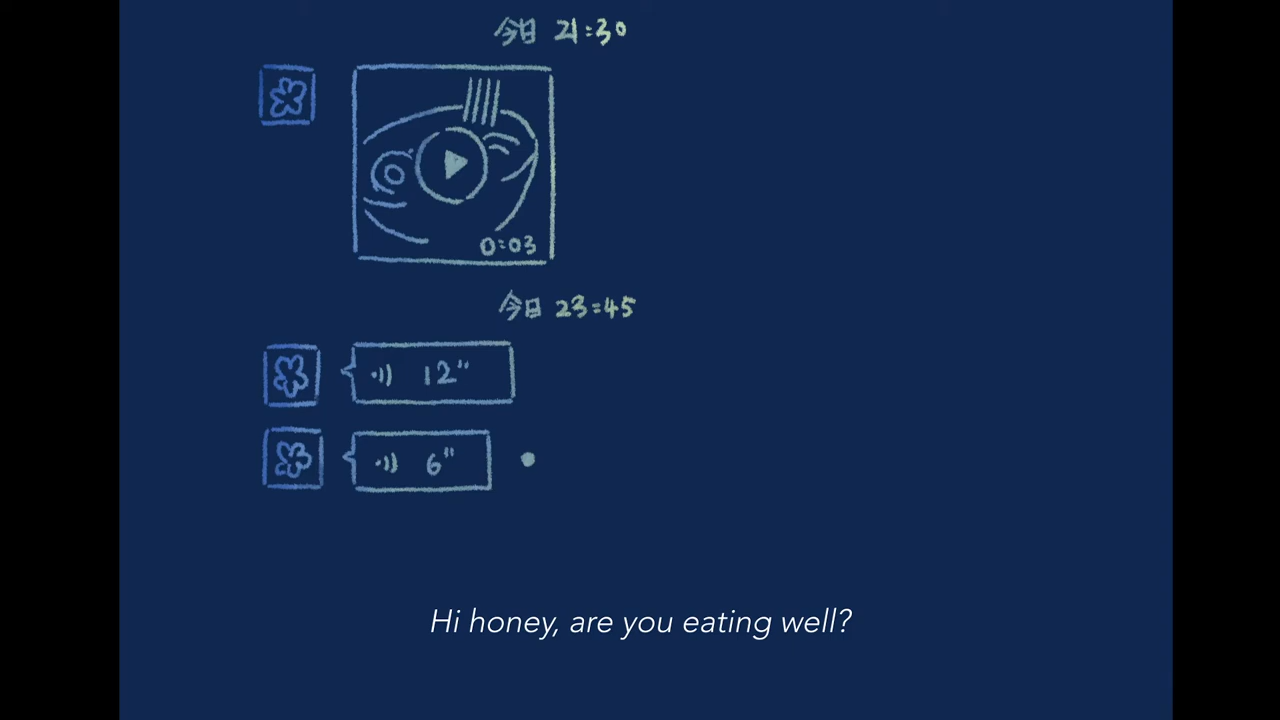 今日 21:30
0:03
今日 23:45
12"
6"
Hi honey, are you eating well?